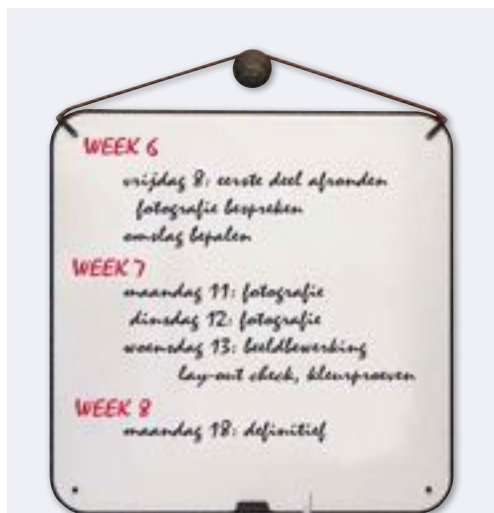 WEEK 6
vrijdag 8: eerste deel afronden
fotografie bespreken
omslag bepalen
WEEK 7
maandag 11: fotografie
dinsdag 12: fotografie
woensdag 13: beeldbewerking
lay-out check, kleurproeven
WEEK 8
maandag 18: definitief